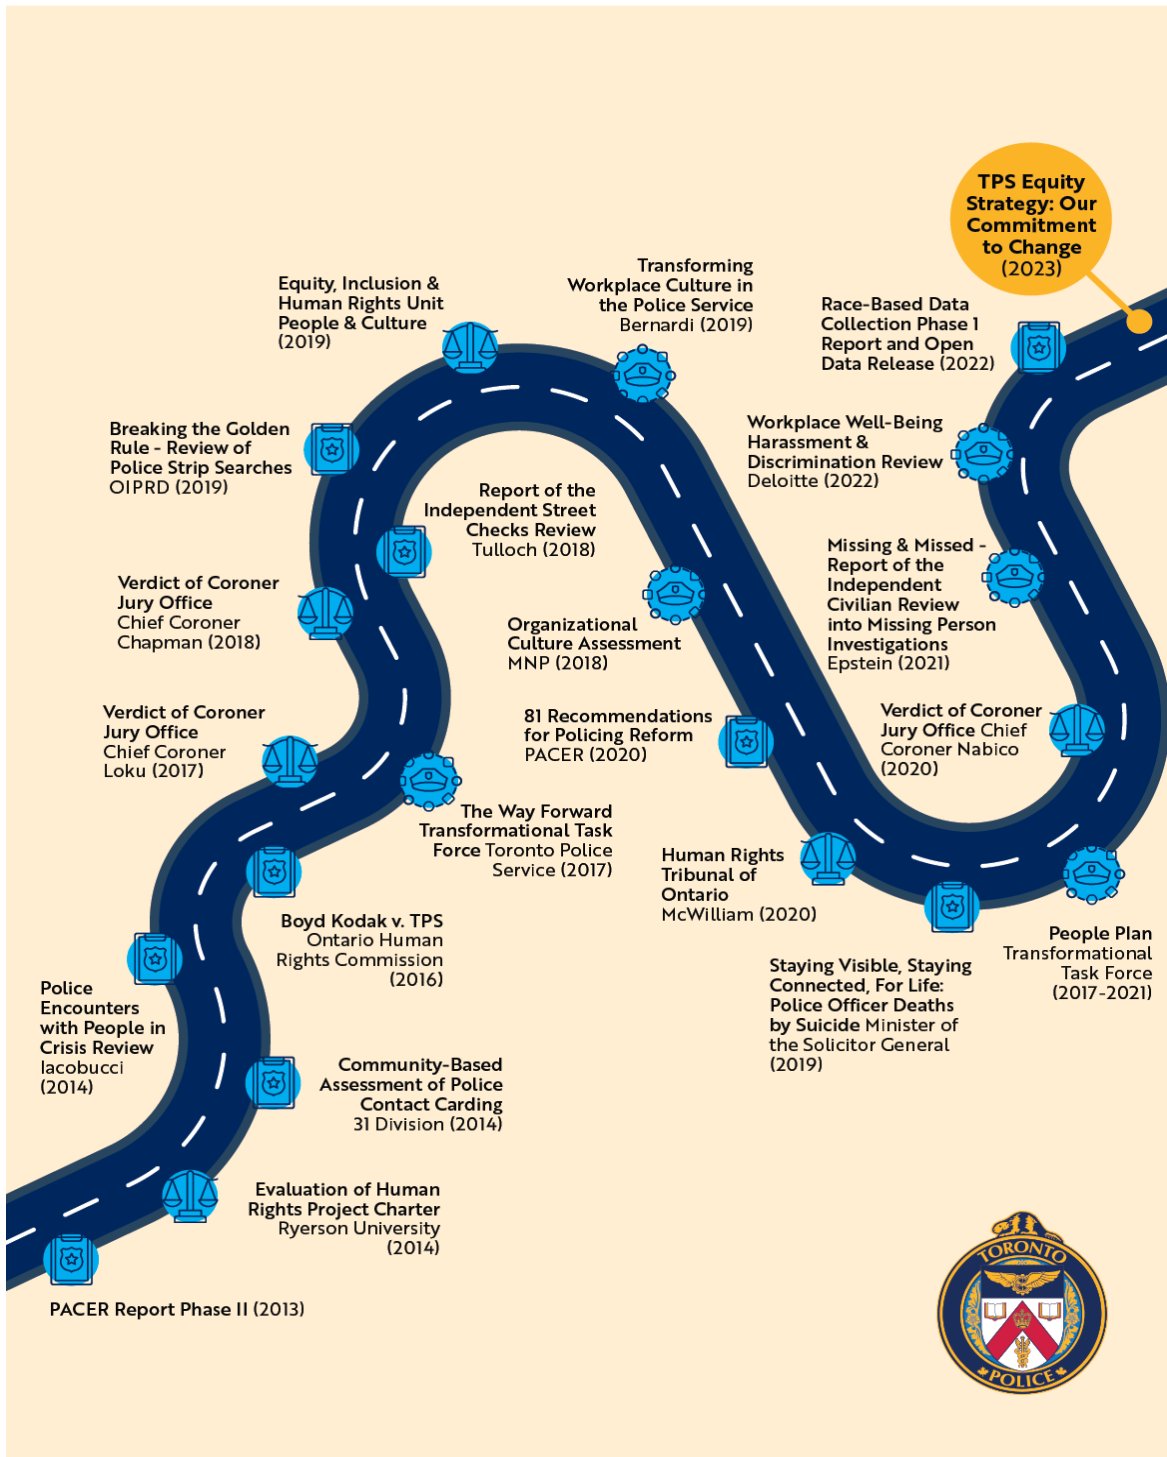 TPS Equity
Strategy: Our
Commitment
to Change
(2023)
Transforming
Workplace Culture in
the Police Service
Bernardi (2019)
Equity, Inclusion &
Human Rights Unit
People & Culture
(2019)
Race-Based Data
Collection Phase 1
Report and Open
Data Release (2022)
Breaking the Golden
Rule - Review of
Police Strip Searches
OIPRD (2019)
Workplace Well-Being
Harassment &
Discrimination Review
Deloitte (2022)
Report of the
Independent Street
Checks Review
Tulloch (2018)
Missing & Missed -
Report of the
Independent
Civilian Review
into Missing Person
Investigations
Epstein (2021)
Verdict of Coroner
Jury Office
Chief Coroner
Chapman (2018)
Organizational
Culture Assessment
MNP (2018)
Verdict of Coroner
Jury Office
Chief Coroner
Loku (2017)
81 Recommendations
for Policing Reform
PACER (2020)
Verdict of Coroner
Jury Office Chief
Coroner Nabico
(2020)
The Way Forward
Transformational Task
Force Toronto Police
Service (2017)
Human Rights
Tribunal of
Ontario
McWilliam (2020)
Boyd Kodak v. TPS
Ontario Human
Rights Commission
(2016)
People Plan
Transformational
Task Force
(2017-2021)
Staying Visible, Staying
Connected, For Life:
Police Officer Deaths
by Suicide Minister of
the Solicitor General
(2019)
Police
Encounters
with People in
Crisis Review
Iacobucci
(2014)
Community-Based
Assessment of Police
Contact Carding
31 Division (2014)
Evaluation of Human
Rights Project Charter
Ryerson University
(2014)
PACER Report Phase II (2013)
TORONTO
POLICE